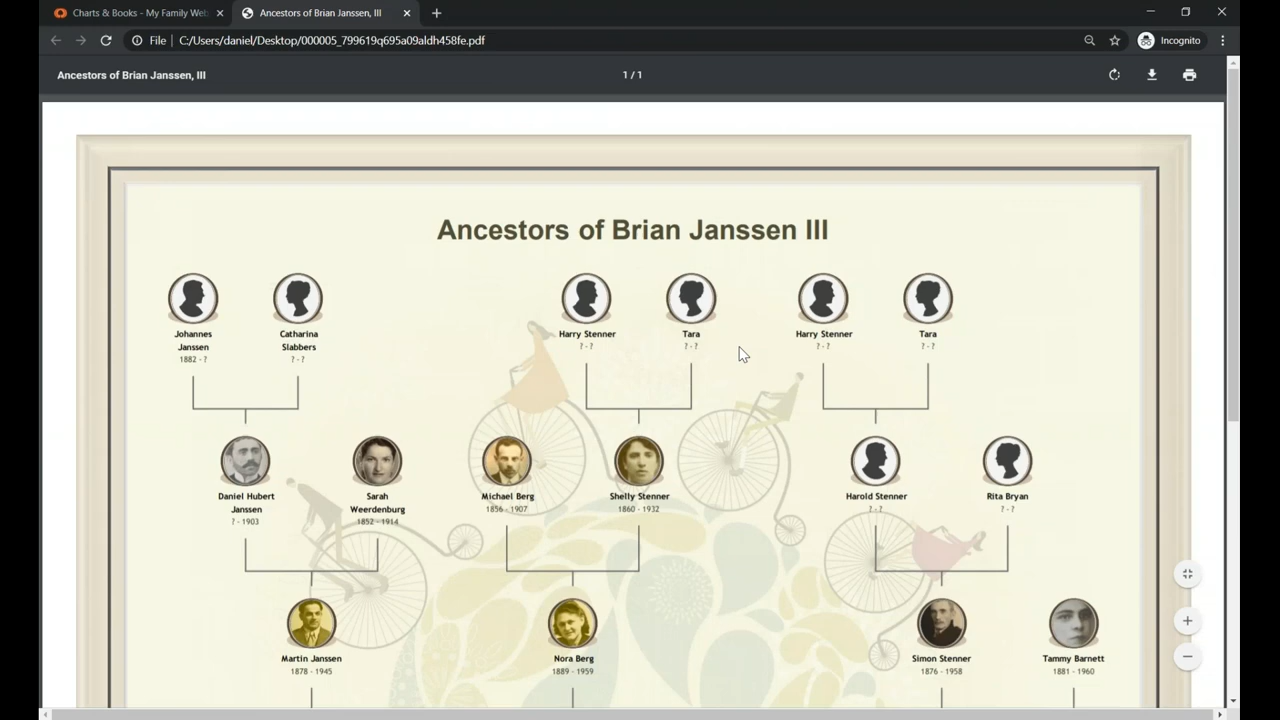 Charts & Books - My Family Web
Ancestors of Brian Janssen, III
File
C:/Users/daniel/Desktop/000005_799619q695a09aldh458fe.pdf
Incognito
Ancestors of Brian Janssen, III
1 / 1
Ancestors of Brian Janssen III
Johannes
Janssen
1882 - ?
Catharina
Slabbers
? - ?
Harry Stenner
? - ?
Tara
? - ?
Harry Stenner
? - ?
Tara
? - ?
Daniel Hubert
Janssen
? - 1903
Sarah
Weerdenburg
1852 - 1914
Michael Berg
1856 - 1907
Shelly Stenner
1860 - 1932
Harold Stenner
? - ?
Rita Bryan
? - ?
Martin Janssen
1878 - 1945
Nora Berg
1889 - 1959
Simon Stenner
1876 - 1958
Tammy Barnett
1881 - 1960